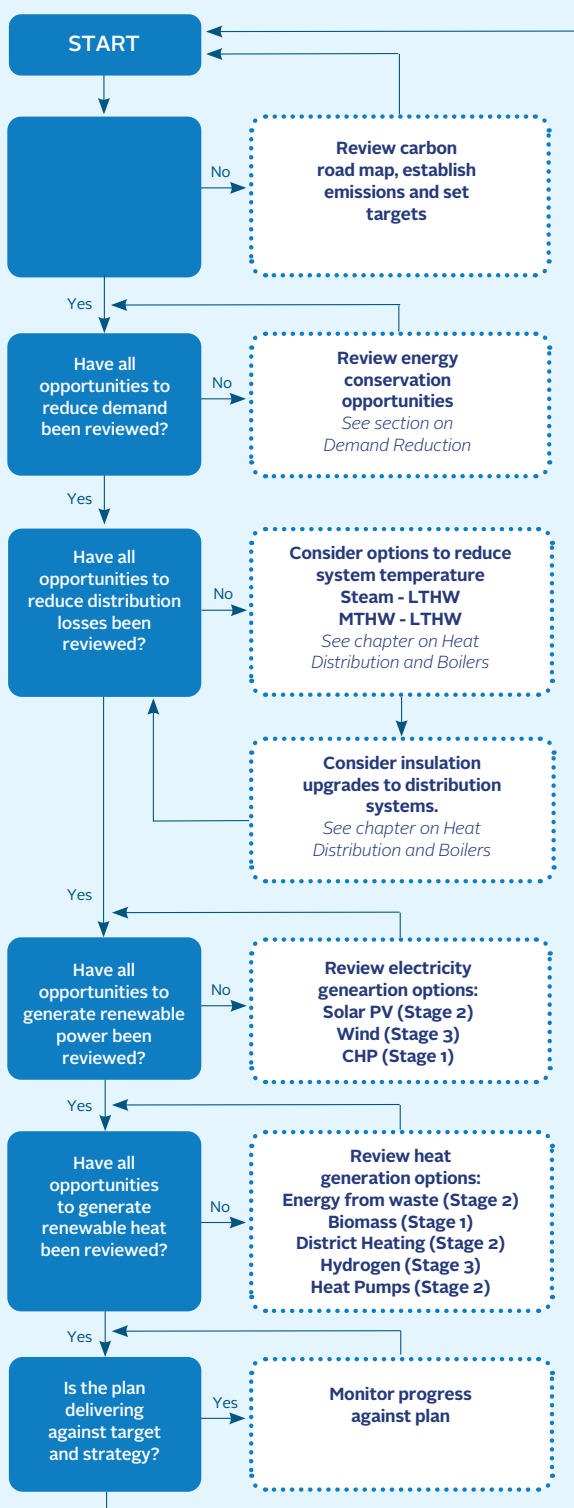 START
No
Review carbon
road map, establish
emissions and set
targets
Yes
Have all
opportunities to
reduce demand
been reviewed?
No
Review energy
conservation
opportunities
See section on
Demand Reduction
Yes
Have all
opportunities to
reduce distribution
losses been
reviewed?
No
Consider options to reduce
system temperature
Steam - LTHW
MTHW - LTHW
See chapter on Heat
Distribution and Boilers
Consider insulation
upgrades to distribution
systems.
See chapter on Heat
Distribution and Boilers
Yes
Have all
opportunities to
generate renewable
power been
reviewed?
No
Review electricity
geneartion options:
Solar PV (Stage 2)
Wind (Stage 3)
CHP (Stage 1)
Yes
Have all
opportunities
to generate
renewable heat
been reviewed?
No
Review heat
generation options:
Energy from waste (Stage 2)
Biomass (Stage 1)
District Heating (Stage 2)
Hydrogen (Stage 3)
Heat Pumps (Stage 2)
Yes
Is the plan
delivering
against target
and strategy?
Yes
Monitor progress
against plan